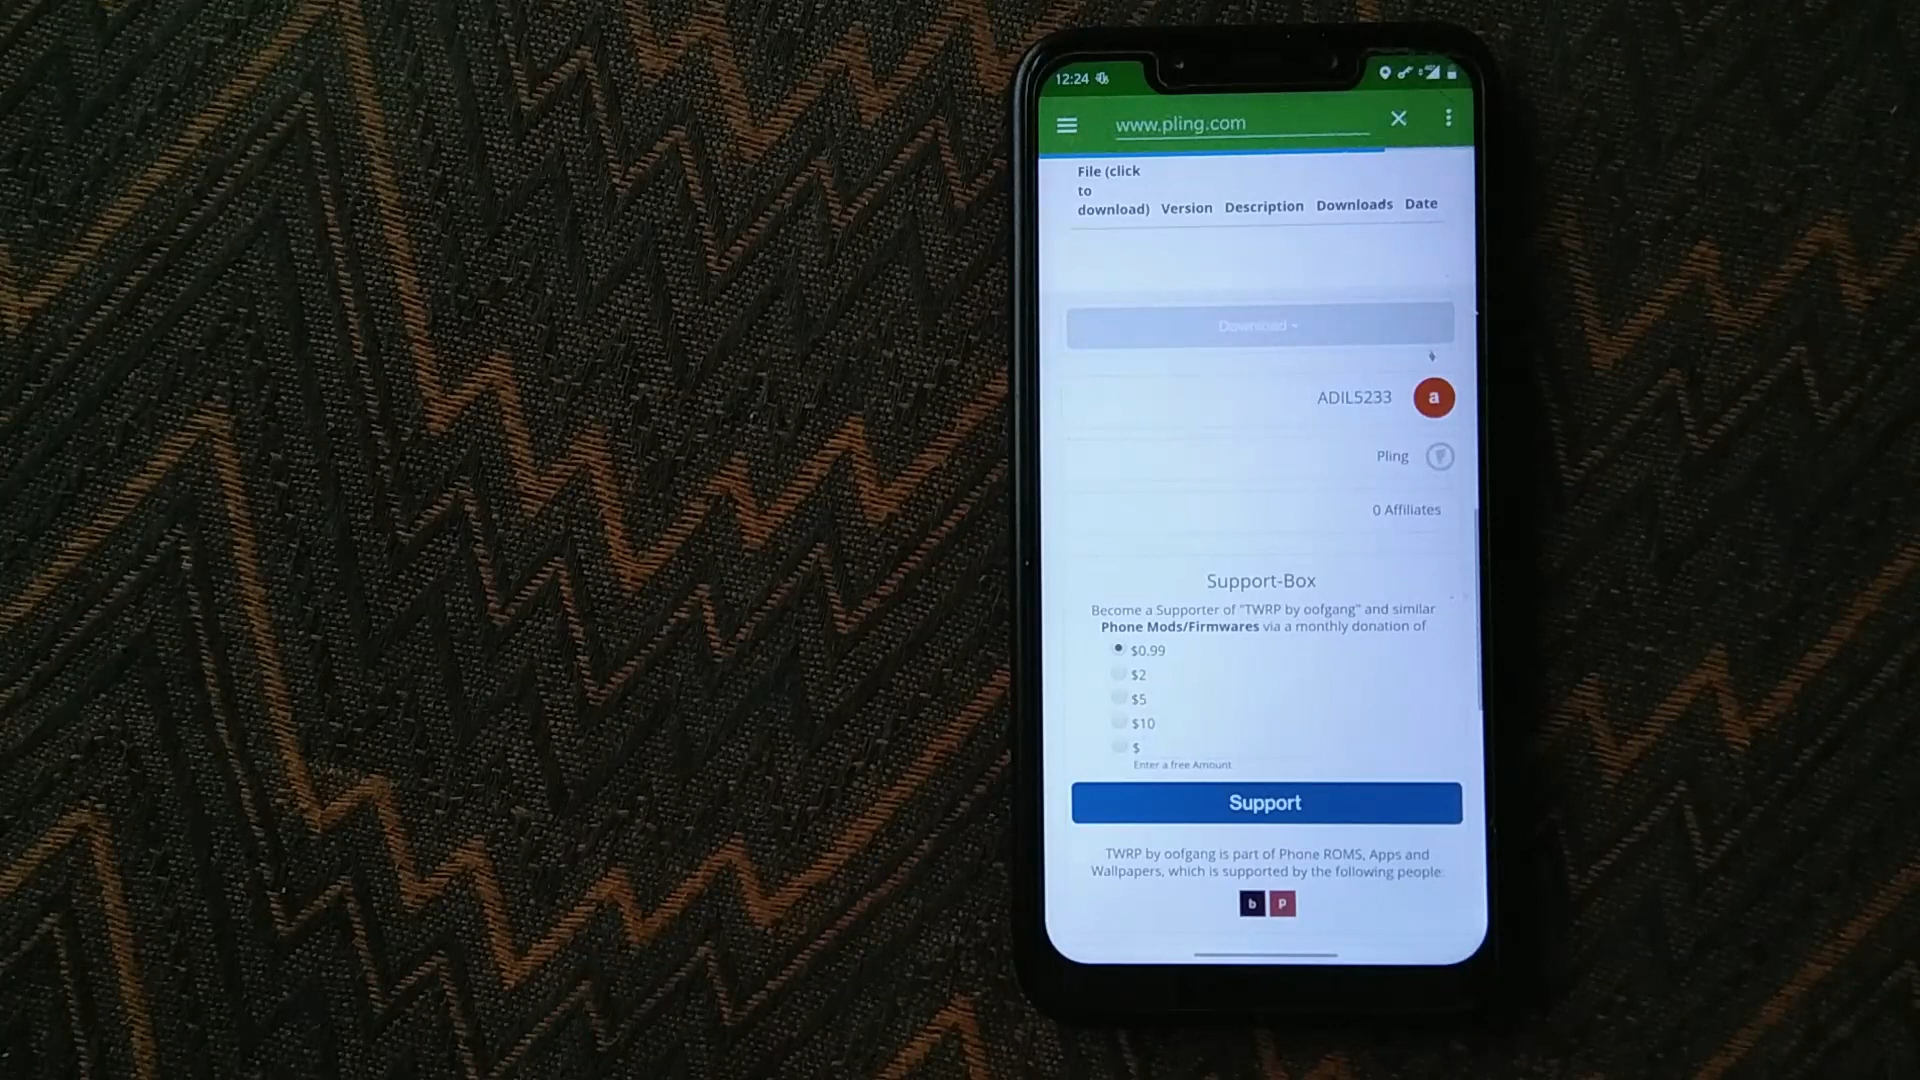 12:24
www.pling.com
File (click
to
download) Version Description Downloads Date
Download
ADIL5233 a
Pling
0 Affiliates
Support-Box
Become a Supporter of "TWRP by oofgang" and similar
Phone Mods/Firmwares via a monthly donation of
$0.99
$2
$5
$10
$
Enter a free Amount
Support
TWRP by oofgang is part of Phone ROMS, Apps and
Wallpapers, which is supported by the following people:
b P